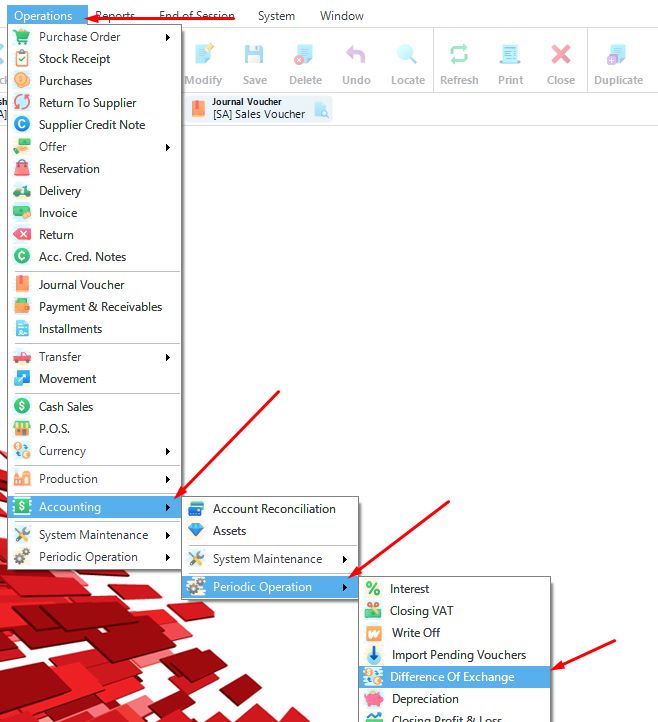 Operations Reports End of Session System Window
Modify Save Delete Undo Locate Refresh Print Close Duplicate
Journal Voucher
[SA] Sales Voucher
Purchase Order
Stock Receipt
Purchases
Return To Supplier
Supplier Credit Note
Offer
Reservation
Delivery
Invoice
Return
Acc. Cred. Notes
Journal Voucher
Payment & Receivables
Installments
Transfer
Movement
Cash Sales
P.O.S.
Currency
Production
Accounting
System Maintenance
Periodic Operation
Account Reconciliation
Assets
System Maintenance
Periodic Operation
Interest
Closing VAT
Write Off
Import Pending Vouchers
Difference Of Exchange
Depreciation
Closing Profit & Loss